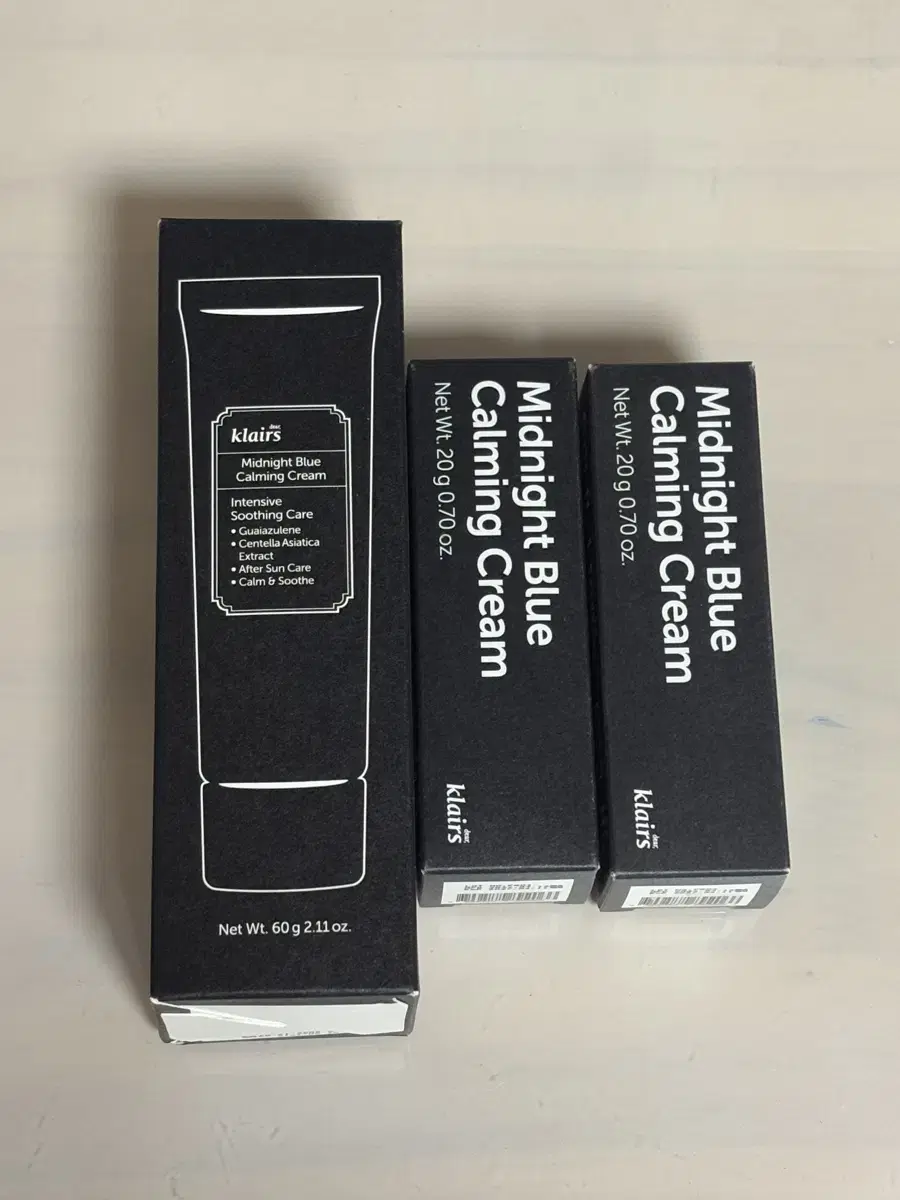 dear,
klairs
Midnight Blue
Calming Cream
Intensive
Soothing Care
• Guaiazulene
• Centella Asiatica
Extract
• After Sun Care
• Calm & Soothe
Net Wt. 60 g 2.11 oz.
Midnight Blue
Calming Cream
Net Wt. 20 g 0.70 oz.
dear,
klairs
Midnight Blue
Calming Cream
Net Wt. 20 g 0.70 oz.
dear,
klairs